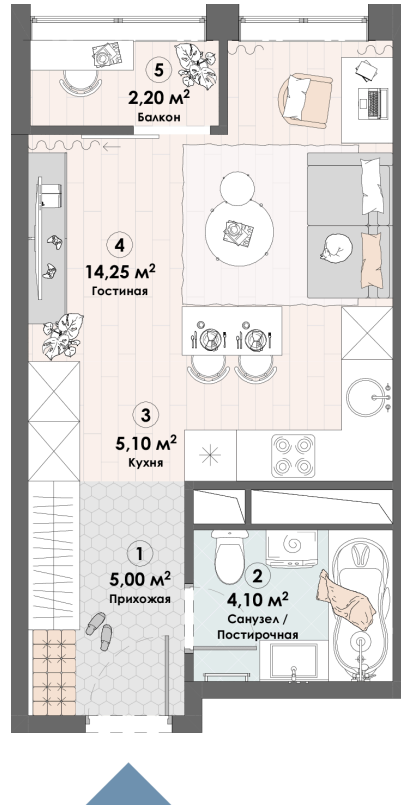 5
2,20 м²
Балкон
4
14,25 м²
Гостиная
3
5,10 м²
Кухня
1
5,00 м²
Прихожая
2
4,10 м²
Санузел /
Постирочная